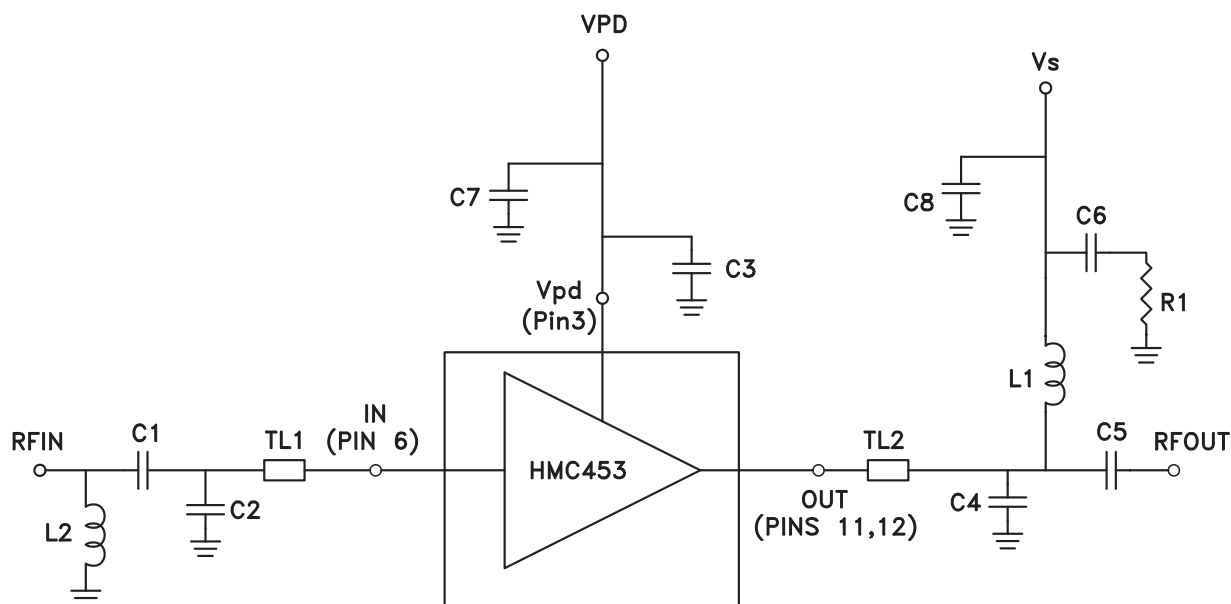 VPD
Vs
C7
C8
C6
C3
Vpd
(Pin3)
R1
L1
RFIN
C1
TL1
IN
(PIN 6)
HMC453
TL2
C5
RFOUT
L2
C2
OUT
(PINS 11,12)
C4